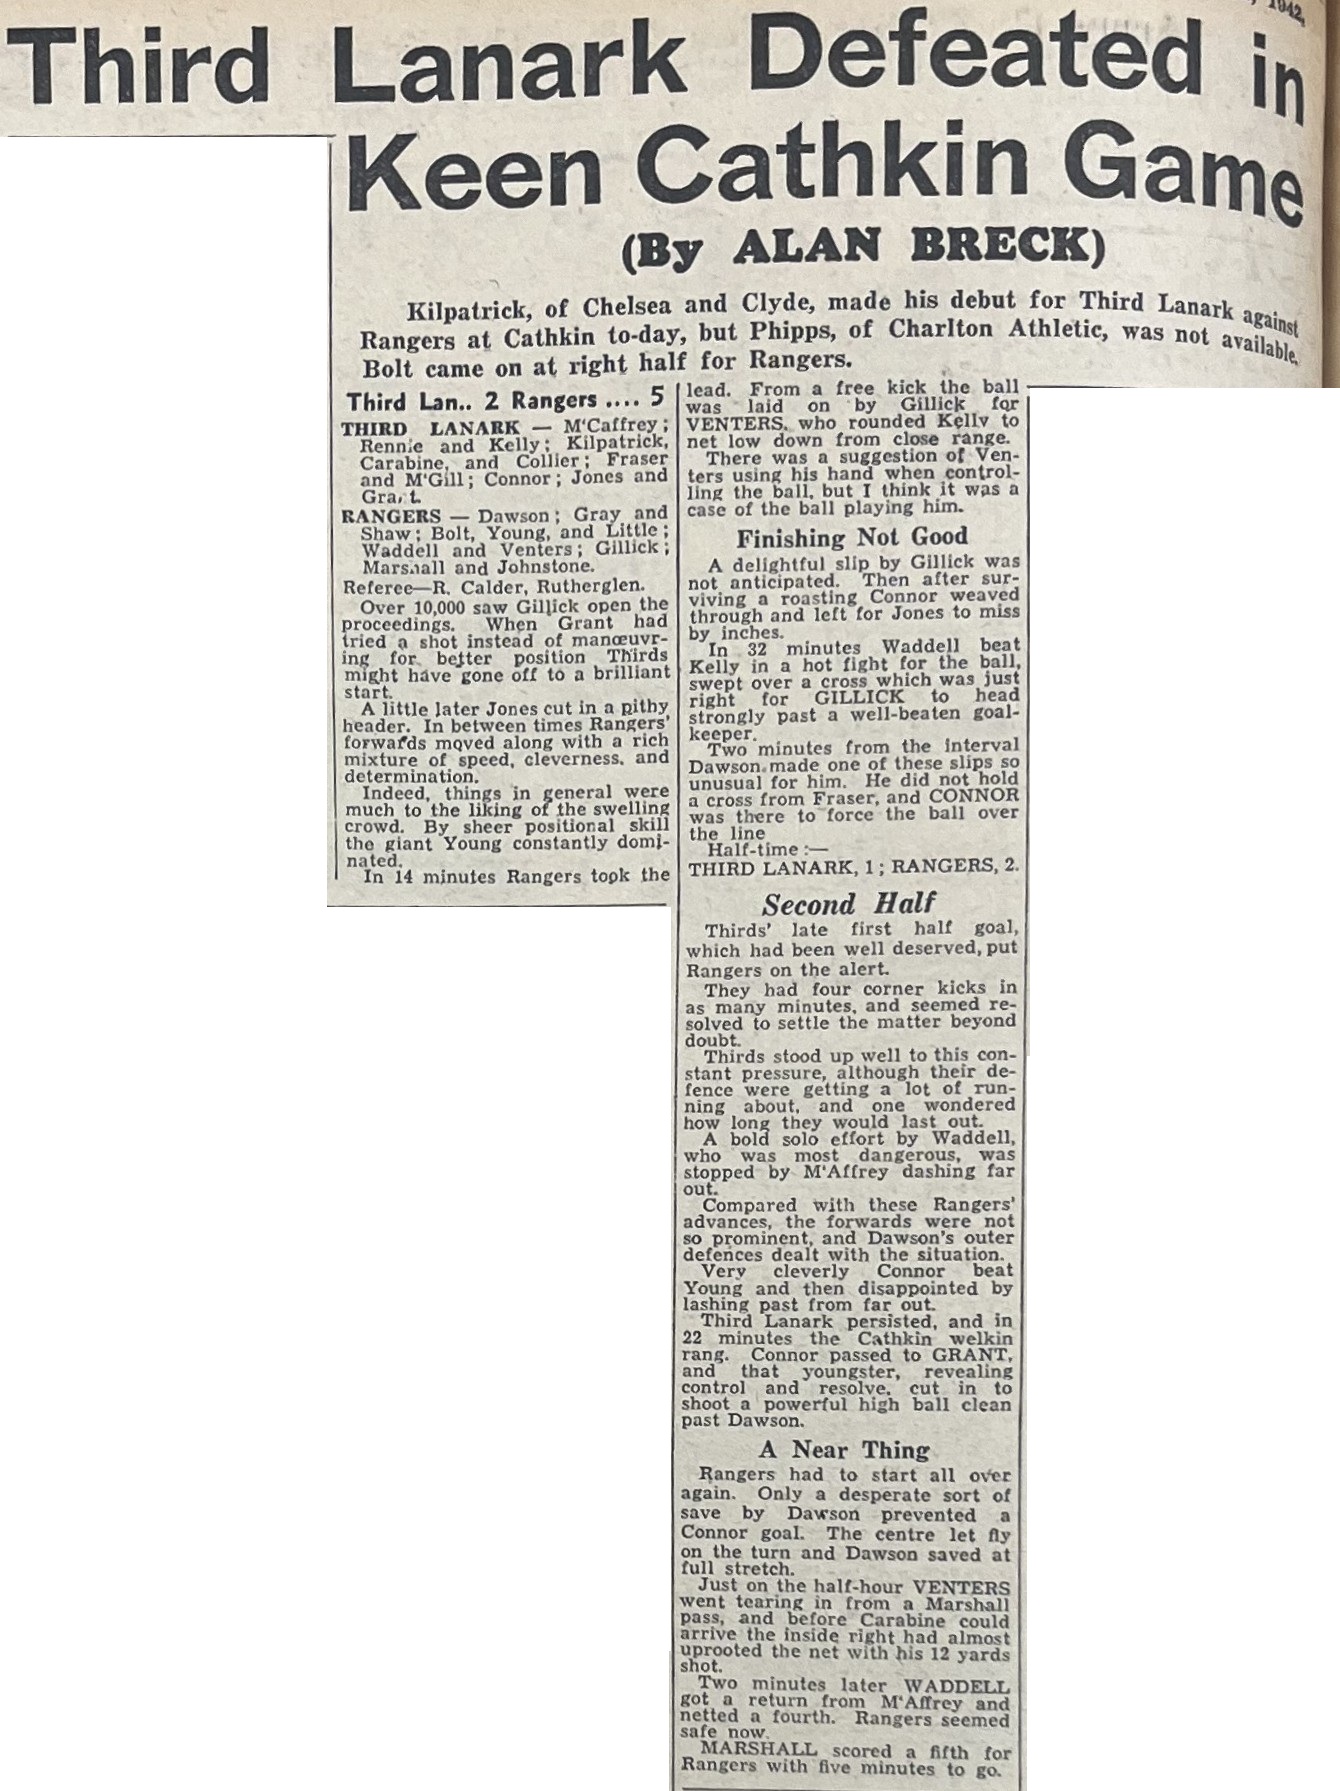 1942.
Third Lanark Defeated in
Keen Cathkin Game
(By ALAN BRECK)
Kilpatrick, of Chelsea and Clyde, made his debut for Third Lanark against
Rangers at Cathkin to-day, but Phipps, of Charlton Athletic, was not available.
Bolt came on at right half for Rangers.
Third Lan.. 2 Rangers .... 5
THIRD LANARK — M'Caffrey;
Rennie and Kelly; Kilpatrick,
Carabine, and Collier; Fraser
and M'Gill; Connor; Jones and
Grant.
RANGERS — Dawson; Gray and
Shaw; Bolt, Young, and Little;
Waddell and Venters; Gillick;
Marshall and Johnstone.
Referee—R. Calder, Rutherglen.
Over 10,000 saw Gillick open the
proceedings. When Grant had
tried a shot instead of manœuvr-
ing for better position Thirds
might have gone off to a brilliant
start.
A little later Jones cut in a pithy
header. In between times Rangers'
forwards moved along with a rich
mixture of speed, cleverness, and
determination.
Indeed, things in general were
much to the liking of the swelling
crowd. By sheer positional skill
the giant Young constantly domi-
nated.
In 14 minutes Rangers took the
lead. From a free kick the ball
was laid on by Gillick for
VENTERS, who rounded Kelly to
net low down from close range.
There was a suggestion of Ven-
ters using his hand when control-
ling the ball, but I think it was a
case of the ball playing him.
Finishing Not Good
A delightful slip by Gillick was
not anticipated. Then after sur-
viving a roasting Connor weaved
through and left for Jones to miss
by inches.
In 32 minutes Waddell beat
Kelly in a hot fight for the ball,
swept over a cross which was just
right for GILLICK to head
strongly past a well-beaten goal-
keeper.
Two minutes from the interval
Dawson made one of these slips so
unusual for him. He did not hold
a cross from Fraser, and CONNOR
was there to force the ball over
the line
Half-time :—
THIRD LANARK, 1; RANGERS, 2.
Second Half
Thirds' late first half goal,
which had been well deserved, put
Rangers on the alert.
They had four corner kicks in
as many minutes, and seemed re-
solved to settle the matter beyond
doubt.
Thirds stood up well to this con-
stant pressure, although their de-
fence were getting a lot of run-
ning about, and one wondered
how long they would last out.
A bold solo effort by Waddell,
who was most dangerous, was
stopped by M'Affrey dashing far
out.
Compared with these Rangers'
advances, the forwards were not
so prominent, and Dawson's outer
defences dealt with the situation.
Very cleverly Connor beat
Young and then disappointed by
lashing past from far out.
Third Lanark persisted, and in
22 minutes the Cathkin welkin
rang. Connor passed to GRANT,
and that youngster, revealing
control and resolve, cut in to
shoot a powerful high ball clean
past Dawson.
A Near Thing
Rangers had to start all over
again. Only a desperate sort of
save by Dawson prevented a
Connor goal. The centre let fly
on the turn and Dawson saved at
full stretch.
Just on the half-hour VENTERS
went tearing in from a Marshall
pass, and before Carabine could
arrive the inside right had almost
uprooted the net with his 12 yards
shot.
Two minutes later WADDELL
got a return from M'Affrey and
netted a fourth. Rangers seemed
safe now.
MARSHALL scored a fifth for
Rangers with five minutes to go.